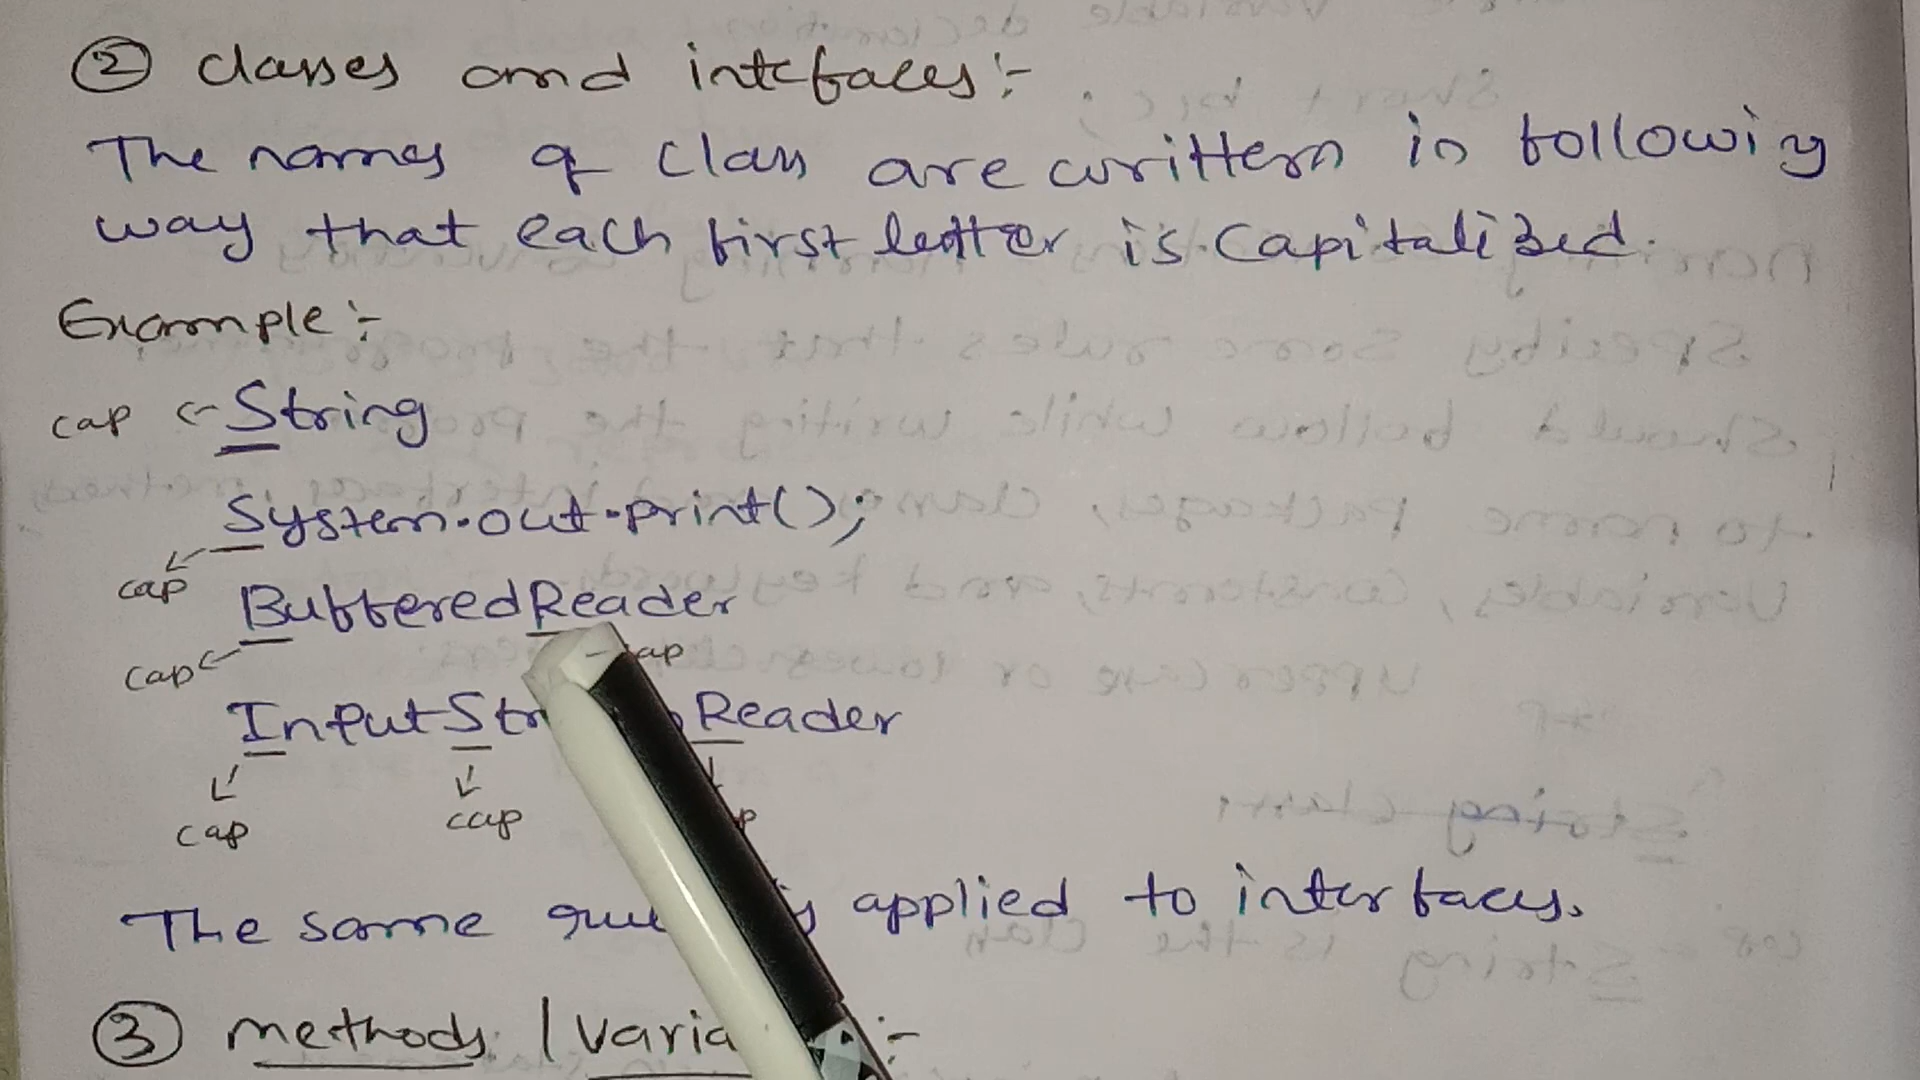 ② classes and intefaces :-
The names of class are written in followig
way that each first letter is capitalized.
Example :-
cap ← String
System.out.print();
cap
BufferedReader
cap ← cap
InputSt Reader
cap cap
The same applied to interfaces.
③ methods /